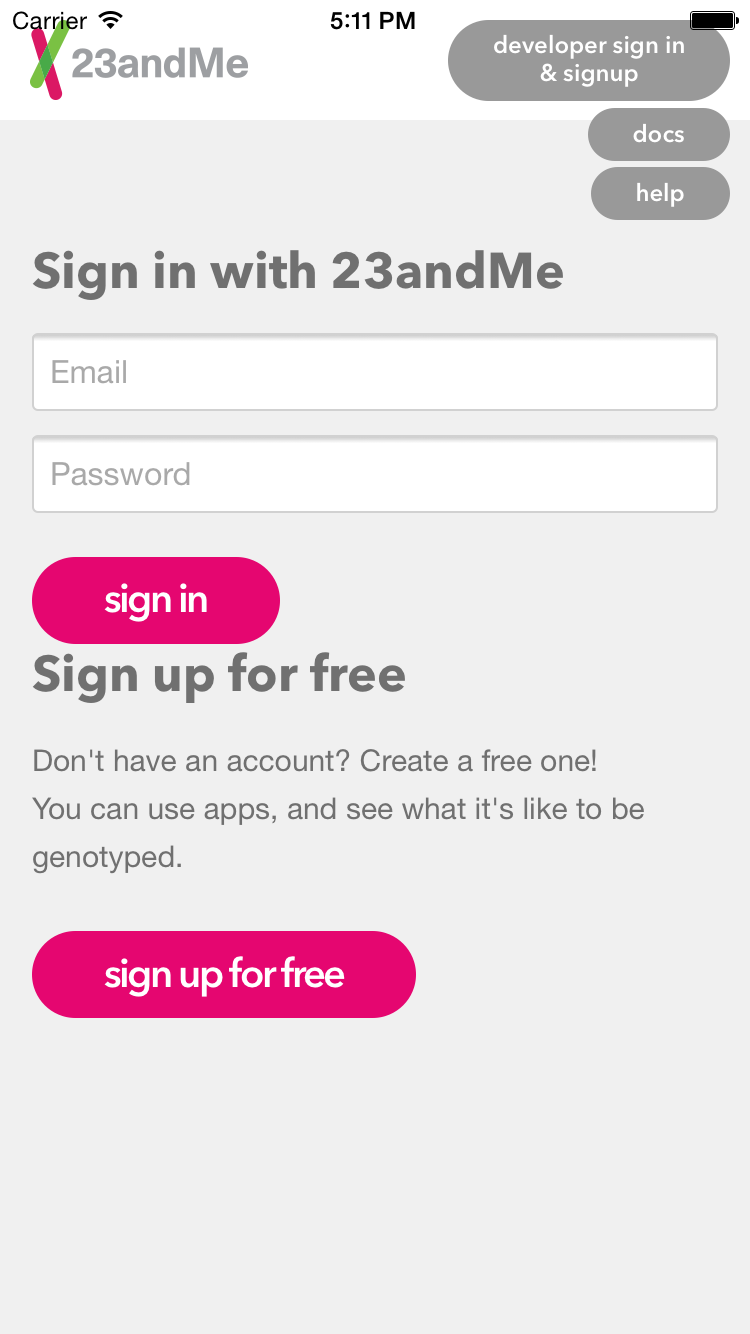 Carrier 5:11 PM
23andMe
developer sign in
& signup
docs
help
Sign in with 23andMe
Email
Password
sign in
Sign up for free
Don't have an account? Create a free one!
You can use apps, and see what it's like to be
genotyped.
sign up for free